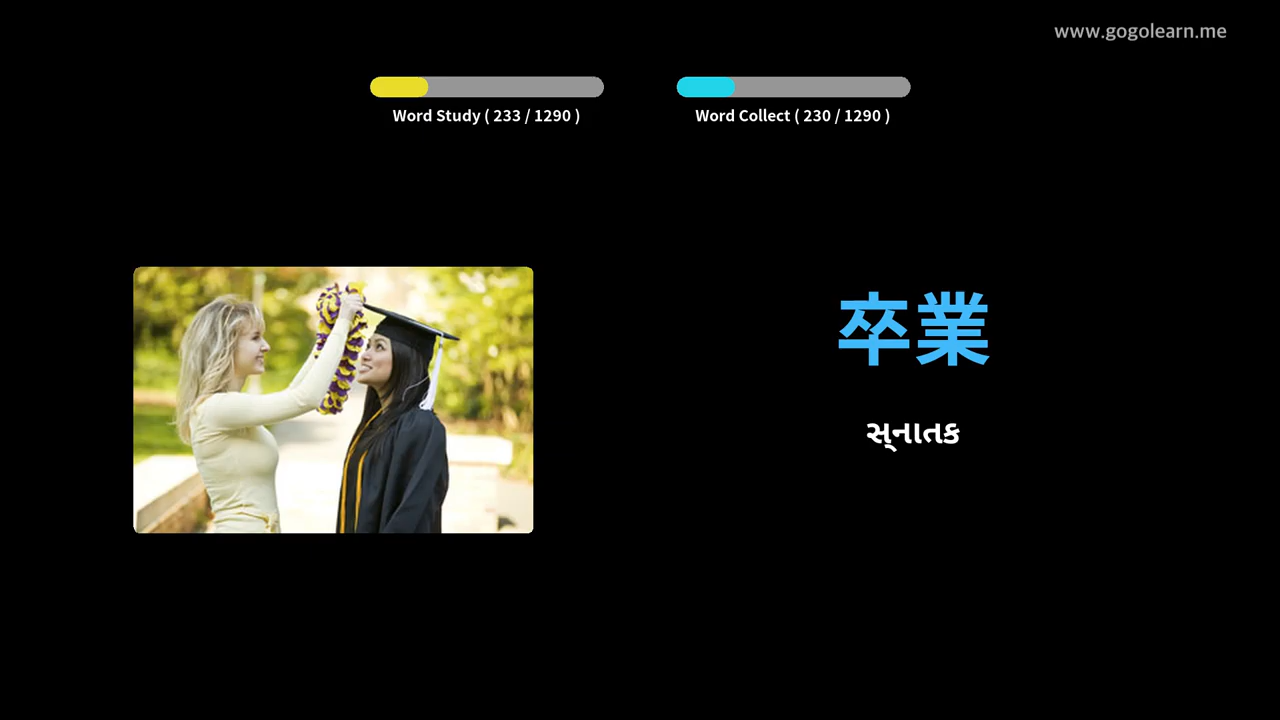 www.gogolearn.me
Word Study ( 233 / 1290 )
Word Collect ( 230 / 1290 )
卒業
સ્નાતક